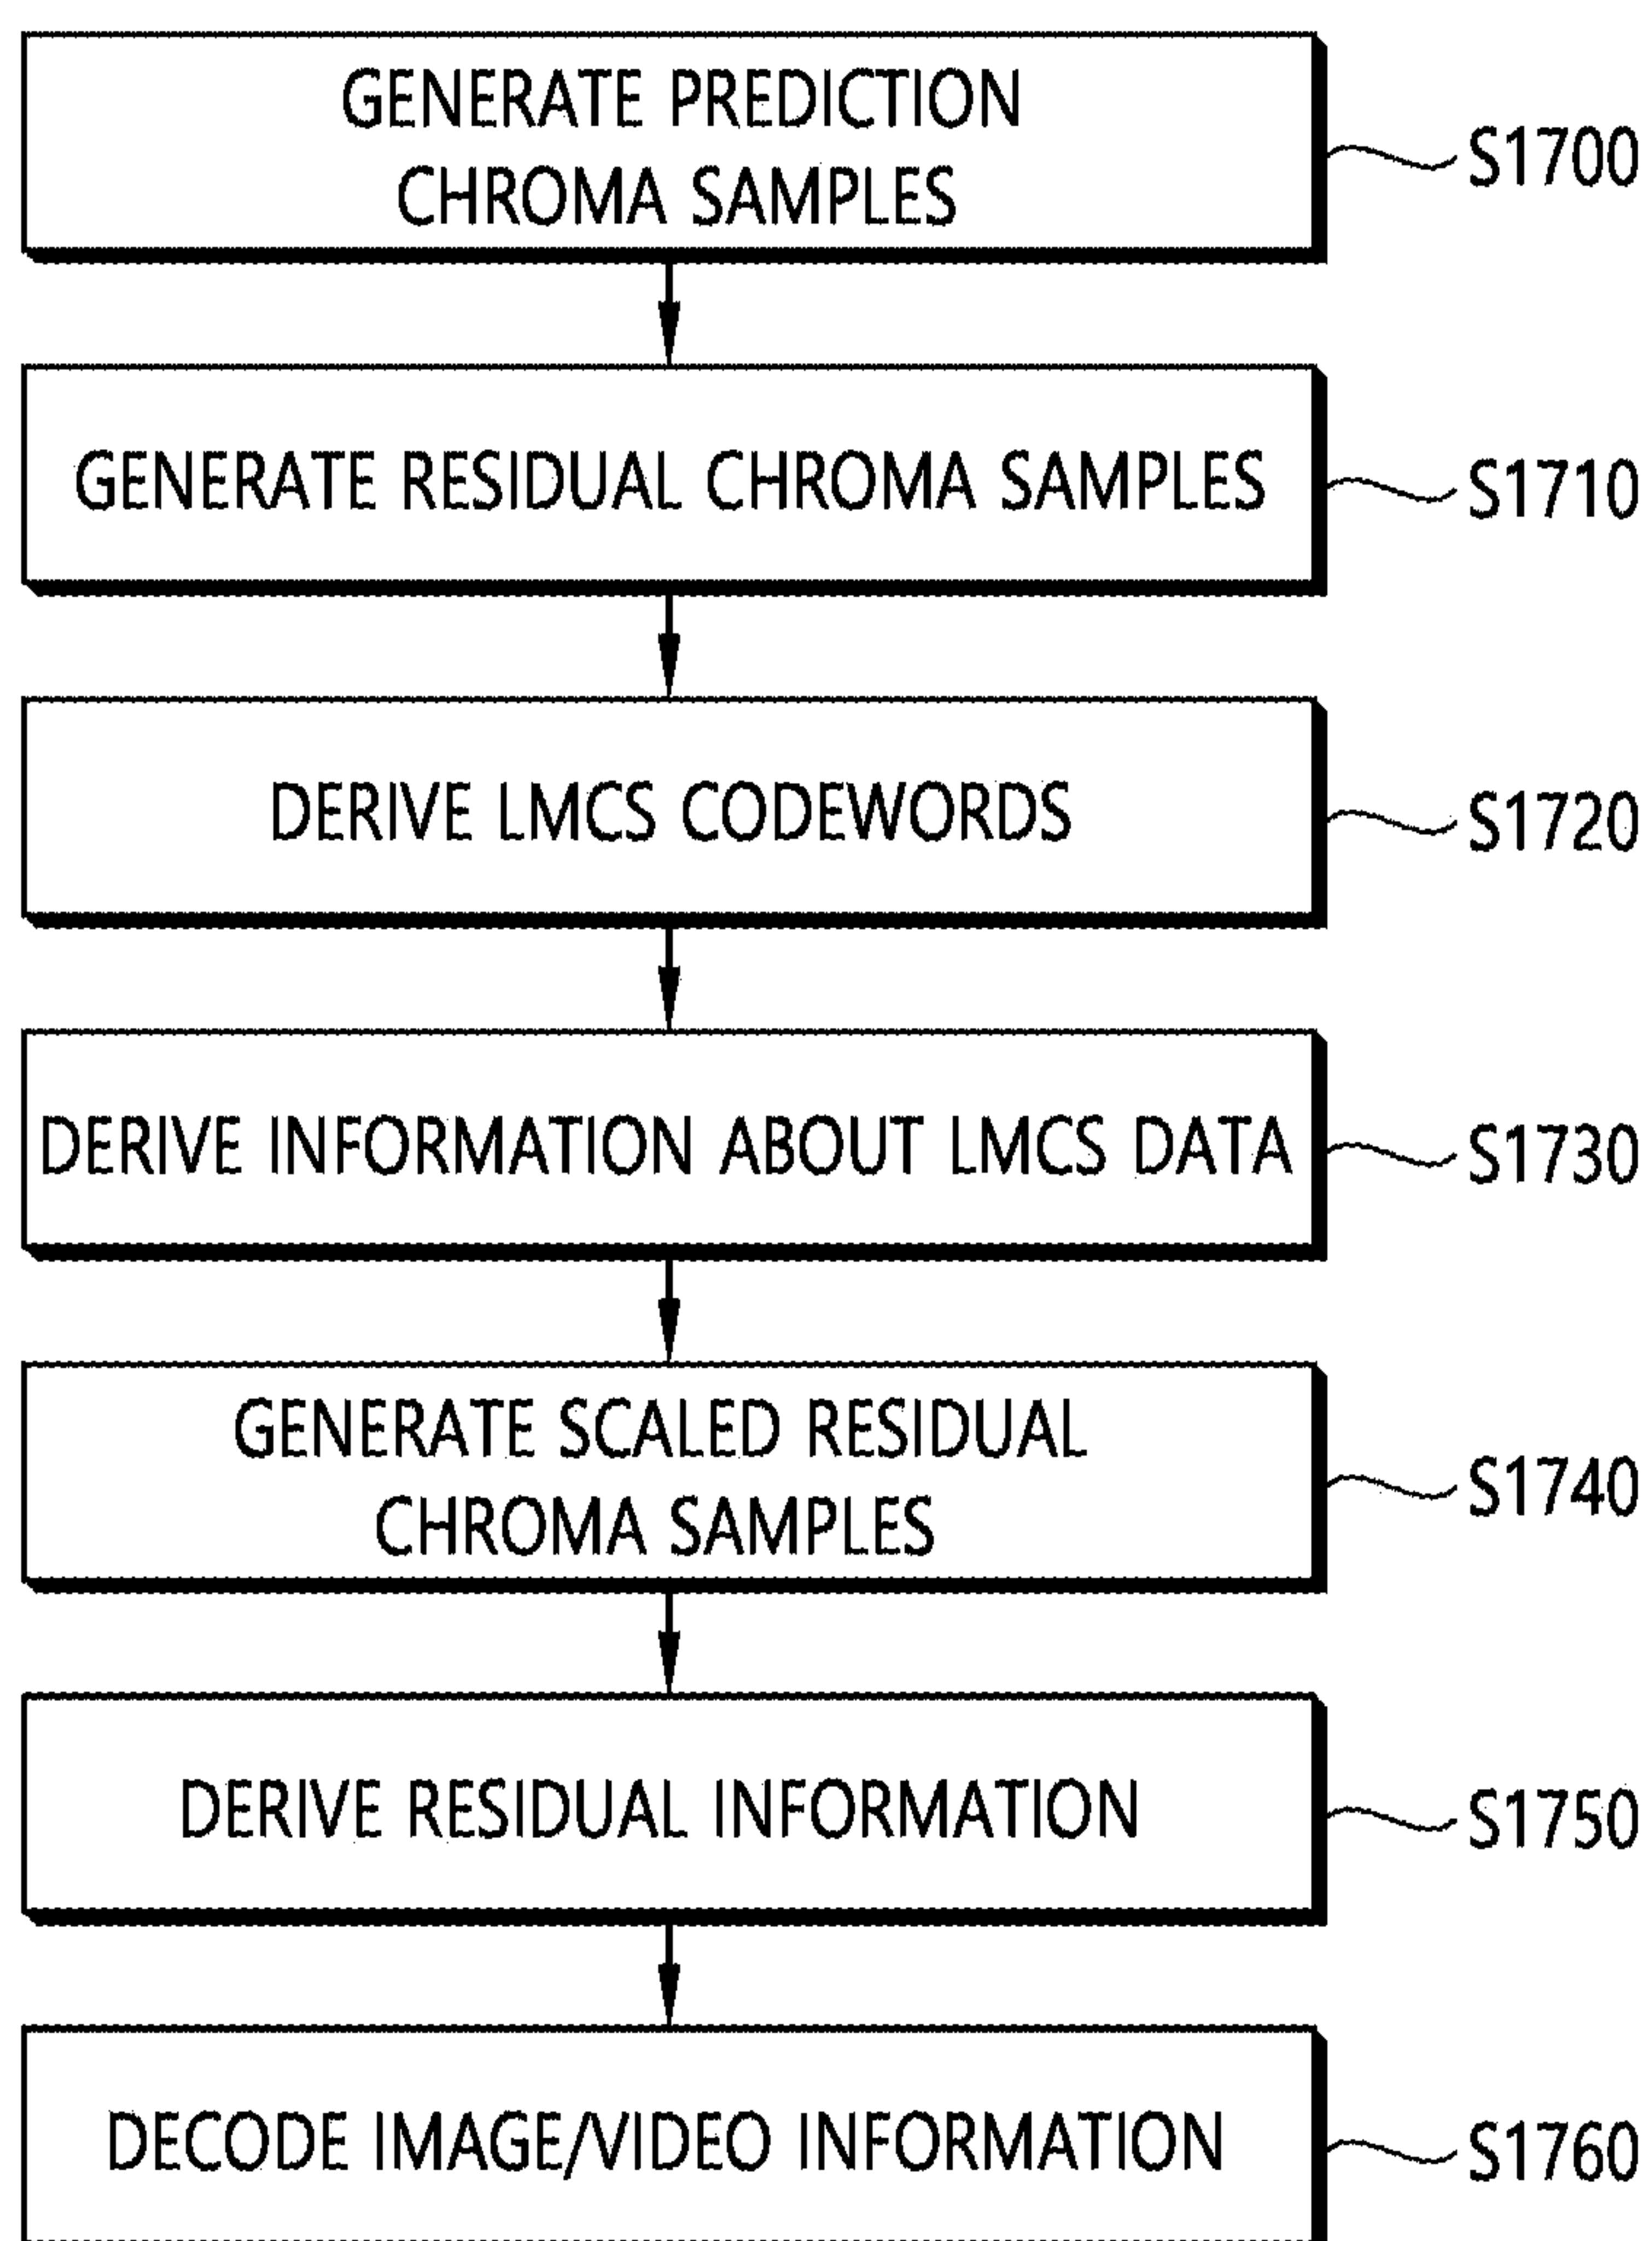 GENERATE PREDICTION
CHROMA SAMPLES
S1700
GENERATE RESIDUAL CHROMA SAMPLES
S1710
DERIVE LMCS CODEWORDS
S1720
DERIVE INFORMATION ABOUT LMCS DATA
S1730
GENERATE SCALED RESIDUAL
CHROMA SAMPLES
S1740
DERIVE RESIDUAL INFORMATION
S1750
DECODE IMAGE/VIDEO INFORMATION
S1760